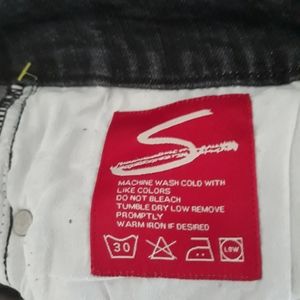 S
MACHINE WASH COLD WITH
LIKE COLORS
DO NOT BLEACH
TUMBLE DRY LOW REMOVE
PROMPTLY
WARM IRON IF DESIRED
30
LOW